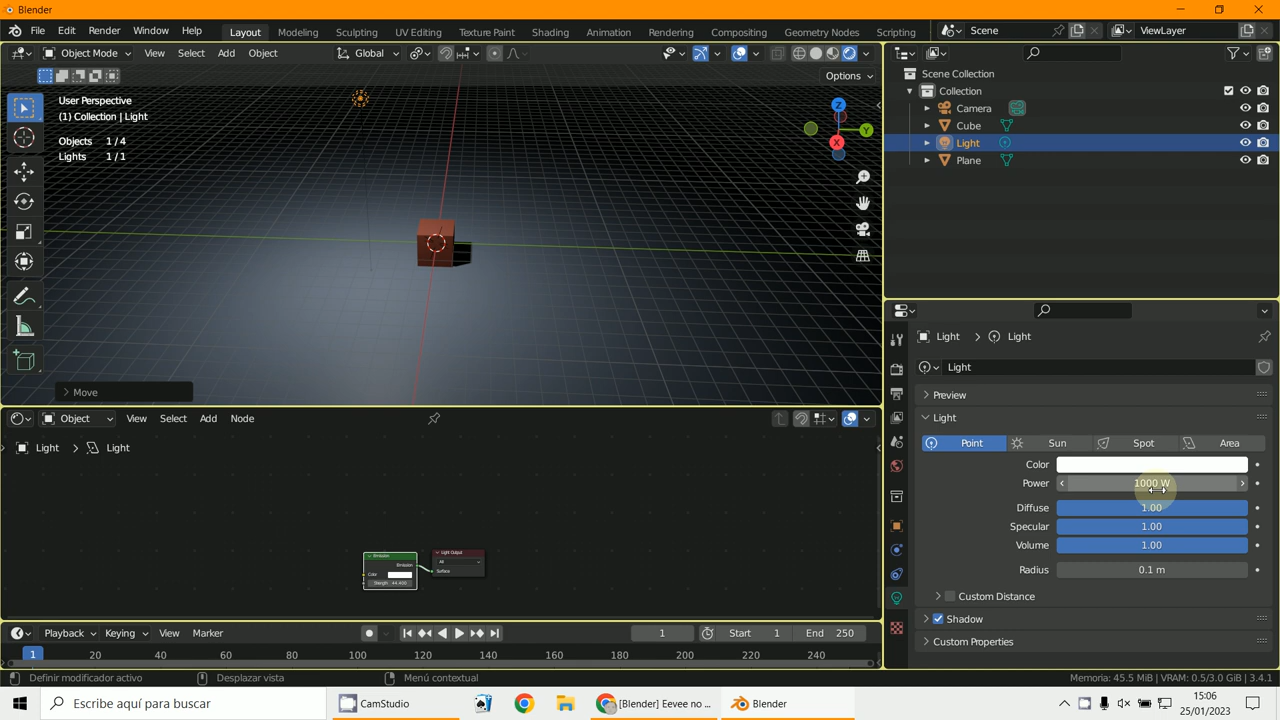 Blender
File Edit Render Window Help
Layout Modeling Sculpting UV Editing Texture Paint Shading Animation Rendering Compositing Geometry Nodes Scripting
Scene ViewLayer
Object Mode View Select Add Object Global
Options
User Perspective
(1) Collection | Light
Objects 1/4
Lights 1/1
Z
Y
X
Move
Scene Collection
Collection
Camera
Cube
Light
Plane
Light > Light
Light
Preview
Light
Point Sun Spot Area
Color
Power 1000 W
Diffuse 1.00
Specular 1.00
Volume 1.00
Radius 0.1 m
Custom Distance
Shadow
Custom Properties
Object View Select Add Node
Light > Light
Emission
Emission
Color
Strength 44.400
Light Output
All
Surface
Playback Keying View Marker 1 Start 1 End 250
1 20 40 60 80 100 120 140 160 180 200 220 240
Definir modificador activo Desplazar vista Menú contextual Memoria: 45.5 MiB | VRAM: 0.5/3.0 GiB | 3.4.1
Escribe aquí para buscar CamStudio [Blender] Eevee no ... Blender
15:06
25/01/2023